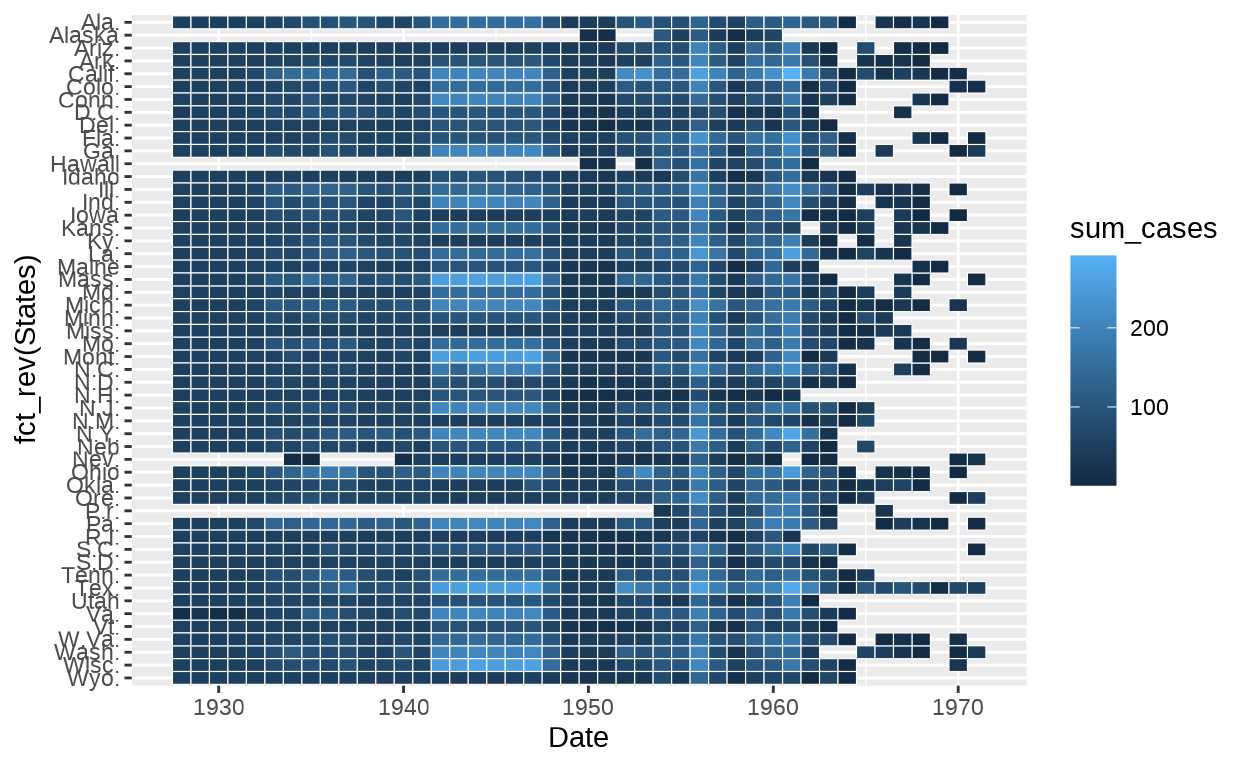 Ala.
Alaska
Ariz.
Ark.
Calif.
Colo.
Conn.
D.C.
Del.
Fla.
Ga.
Hawaii
Idaho
Ill.
Ind.
Iowa
Kans.
Ky.
La.
Maine
Mass.
Md.
Mich.
Minn.
Miss.
Mo.
Mont.
N.C.
N.D.
N.H.
N.J.
N.M.
N.Y.
Neb
Nev.
Ohio
Okla.
Ore.
P.r.
Pa.
R.I.
S.C.
S.D.
Tenn.
Tex.
Utah
Va.
Vt.
W.Va.
Wash.
Wisc.
Wyo.
fct_rev(States)
1930 1940 1950 1960 1970
Date
sum_cases
200
100